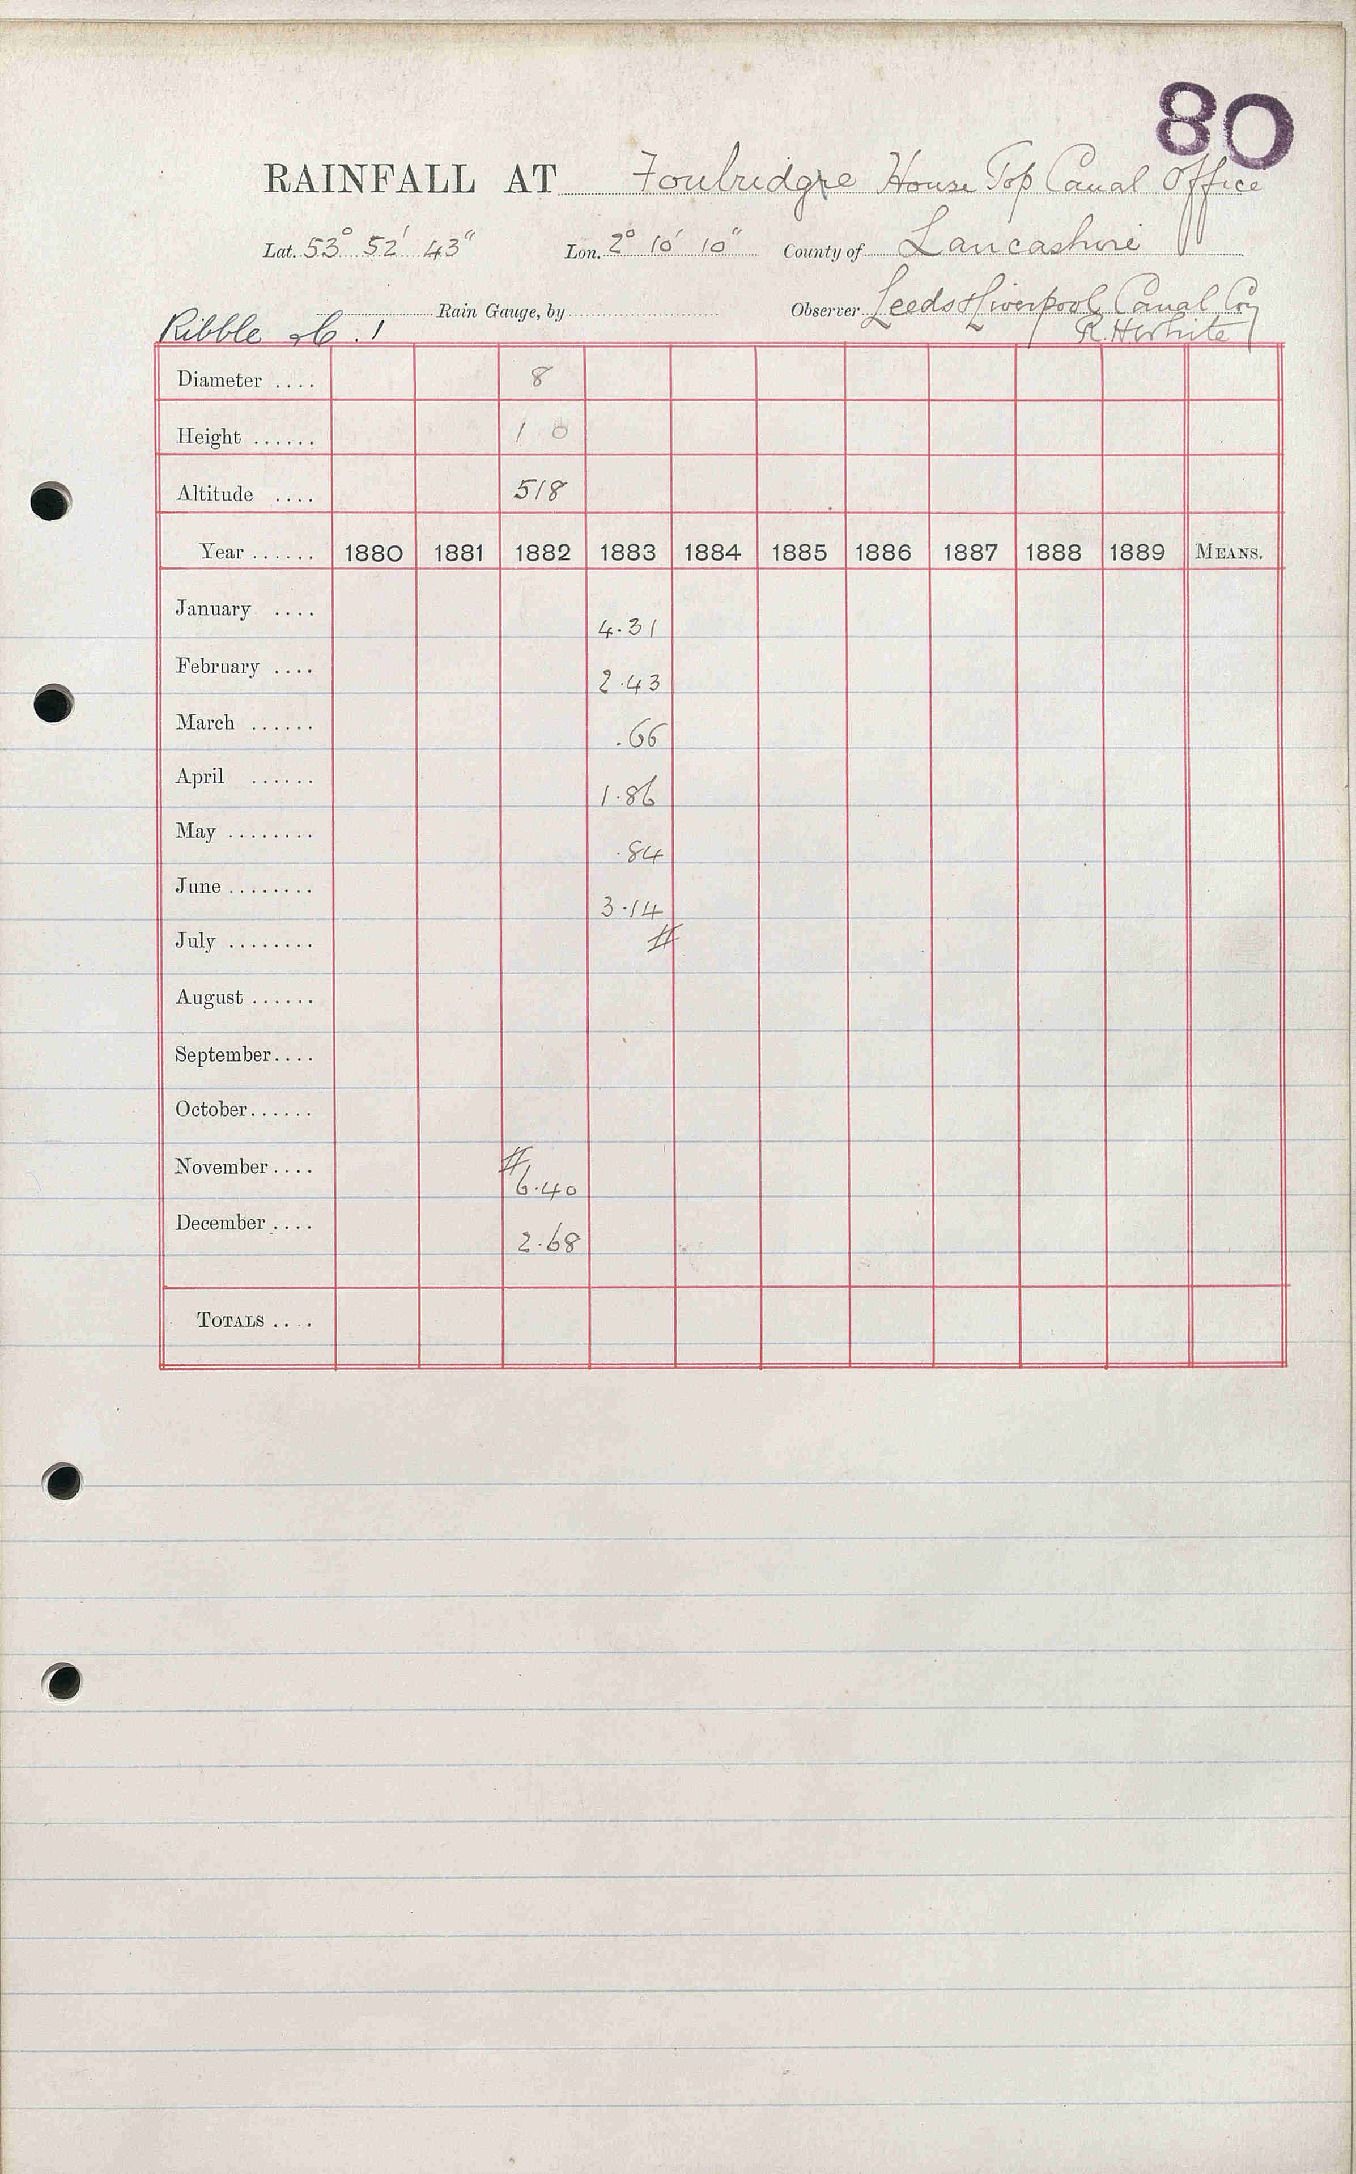 80
RAINFALL AT Foulridge House Top Canal Office
Lat. 53° 52' 43" Lon. 2° 10' 10" County of Lancashire
Rain Gauge, by Observer Leeds & Liverpool Canal Coy
Ribble 1 R. H. White
Diameter .... 8
Height ...... 1 0
Altitude .... 518
Year ...... 1880 1881 1882 1883 1884 1885 1886 1887 1888 1889 MEANS.
January .... 4.31
February .... 2.43
March ...... .66
April ...... 1.86
May ........ .84
June ........ 3.14
July ........ #
August ......
September....
October......
November.... # 6.40
December.... 2.68
TOTALS ....